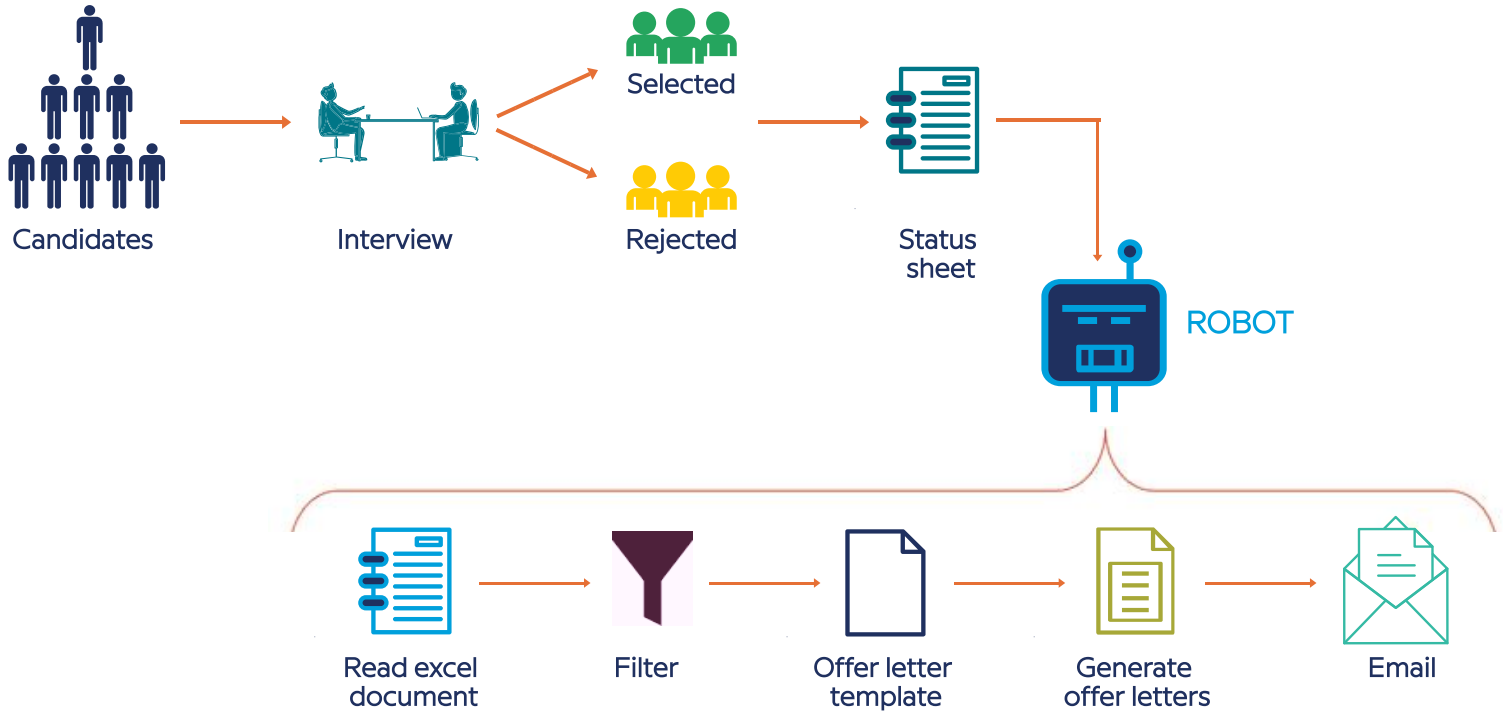 Selected
Candidates
Interview
Rejected
Status
sheet
ROBOT
Read excel
document
Filter
Offer letter
template
Generate
offer letters
Email